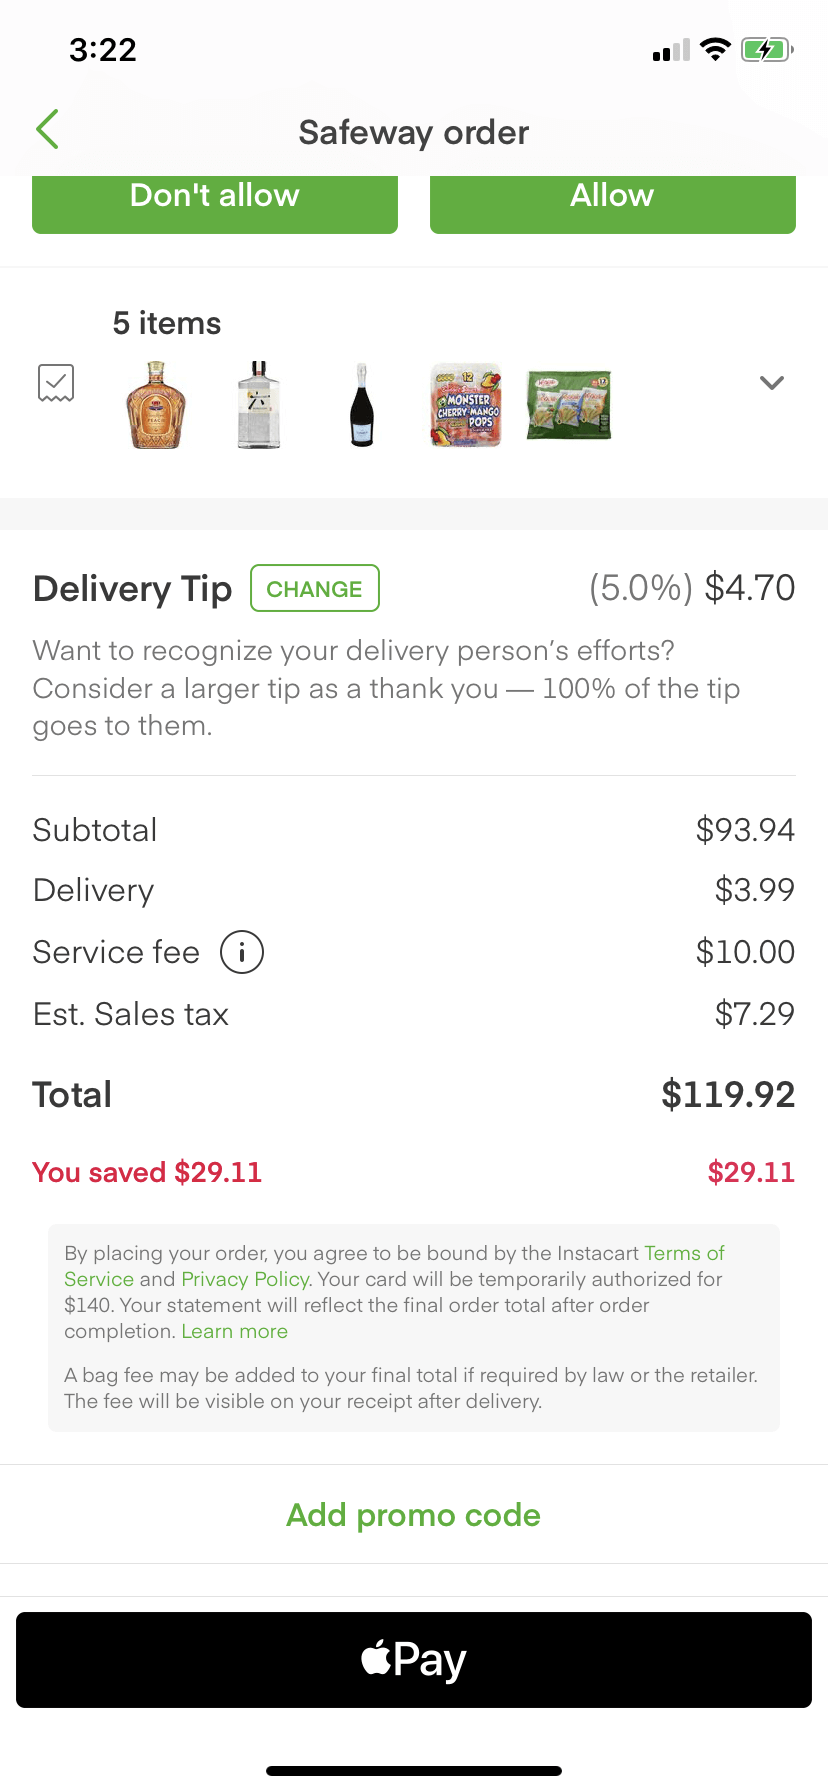 3:22
Safeway order
Don't allow
Allow
5 items
12
MONSTER
CHERRY-MANGO
POPS
Delivery Tip
CHANGE
(5.0%) $4.70
Want to recognize your delivery person’s efforts?
Consider a larger tip as a thank you — 100% of the tip
goes to them.
Subtotal
$93.94
Delivery
$3.99
Service fee
i
$10.00
Est. Sales tax
$7.29
Total
$119.92
You saved $29.11
$29.11
By placing your order, you agree to be bound by the Instacart Terms of
Service and Privacy Policy. Your card will be temporarily authorized for
$140. Your statement will reflect the final order total after order
completion. Learn more
A bag fee may be added to your final total if required by law or the retailer.
The fee will be visible on your receipt after delivery.
Add promo code
Pay